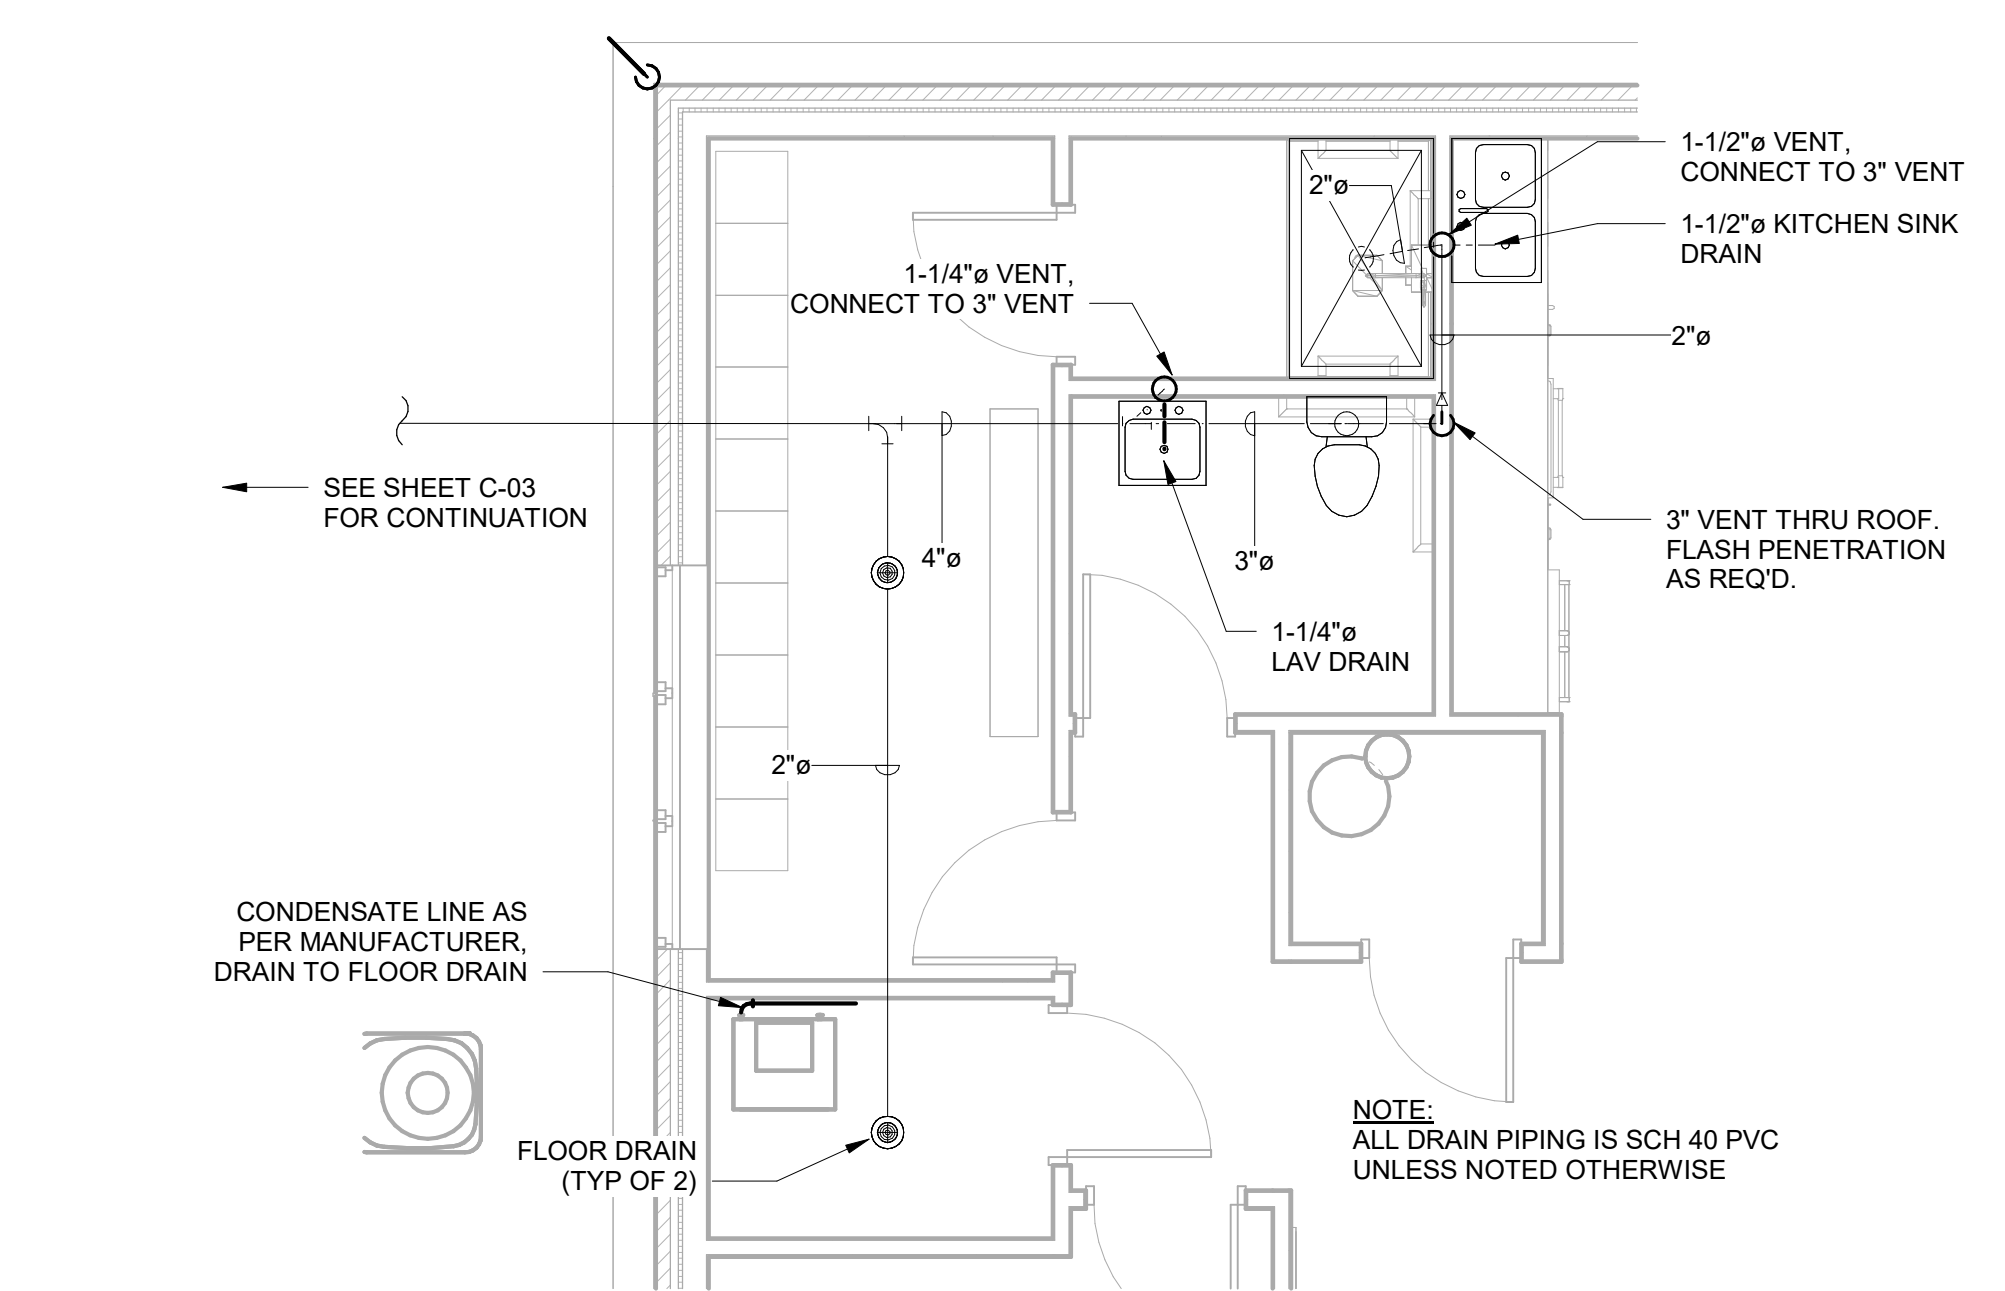 1-1/2"ø VENT,
CONNECT TO 3" VENT
2"ø
1-1/2"ø KITCHEN SINK
DRAIN
1-1/4"ø VENT,
CONNECT TO 3" VENT
2"ø
SEE SHEET C-03
FOR CONTINUATION
4"ø
3"ø
3" VENT THRU ROOF.
FLASH PENETRATION
AS REQ'D.
1-1/4"ø
LAV DRAIN
2"ø
CONDENSATE LINE AS
PER MANUFACTURER,
DRAIN TO FLOOR DRAIN
FLOOR DRAIN
(TYP OF 2)
NOTE:
ALL DRAIN PIPING IS SCH 40 PVC
UNLESS NOTED OTHERWISE